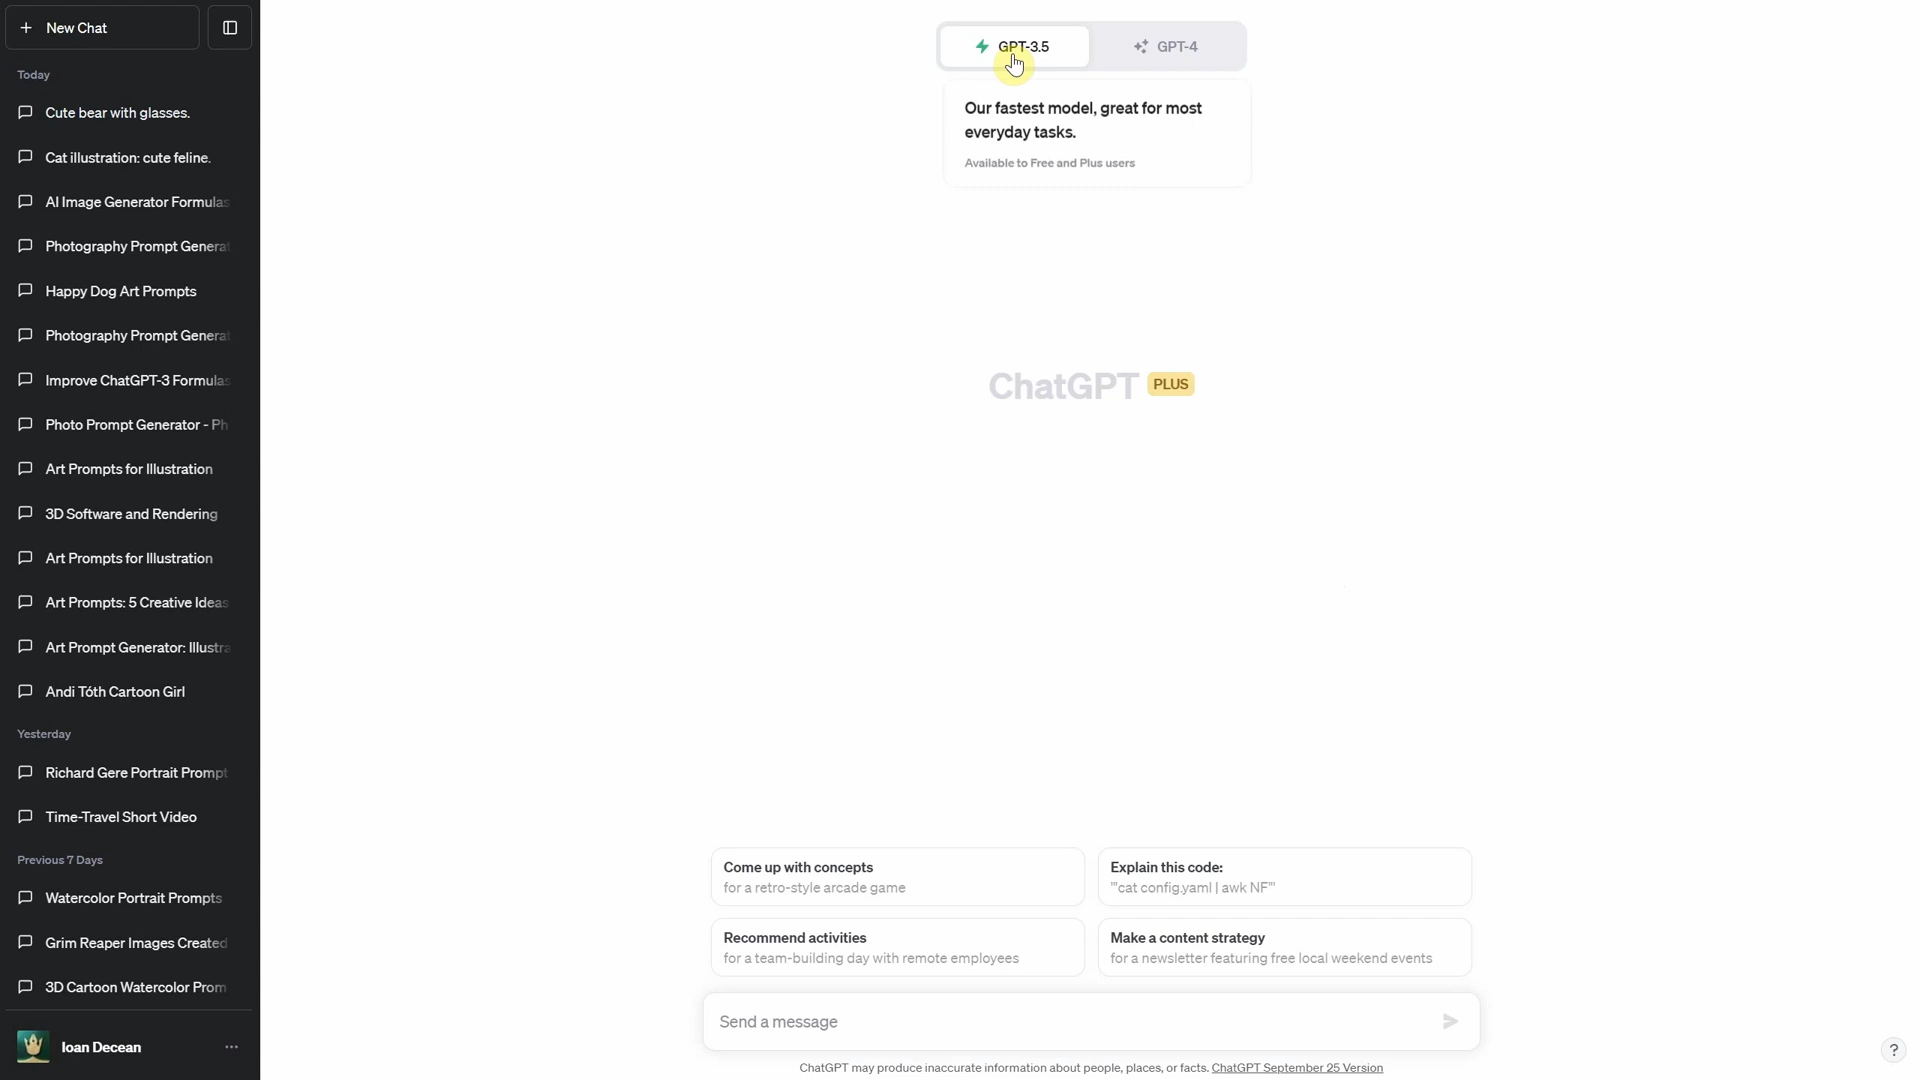 New Chat
Today
Cute bear with glasses.
Cat illustration: cute feline.
AI Image Generator Formulas
Photography Prompt Generat
Happy Dog Art Prompts
Photography Prompt Generat
Improve ChatGPT-3 Formulas
Photo Prompt Generator - Ph
Art Prompts for Illustration
3D Software and Rendering
Art Prompts for Illustration
Art Prompts: 5 Creative Ideas
Art Prompt Generator: Illustra
Andi Tóth Cartoon Girl
Yesterday
Richard Gere Portrait Prompt
Time-Travel Short Video
Previous 7 Days
Watercolor Portrait Prompts
Grim Reaper Images Created
3D Cartoon Watercolor Prom
Ioan Decean
GPT-3.5
GPT-4
Our fastest model, great for most
everyday tasks.
Available to Free and Plus users
ChatGPT PLUS
Come up with concepts
for a retro-style arcade game
Explain this code:
"'cat config.yaml | awk NF'"
Recommend activities
for a team-building day with remote employees
Make a content strategy
for a newsletter featuring free local weekend events
Send a message
ChatGPT may produce inaccurate information about people, places, or facts. ChatGPT September 25 Version
?